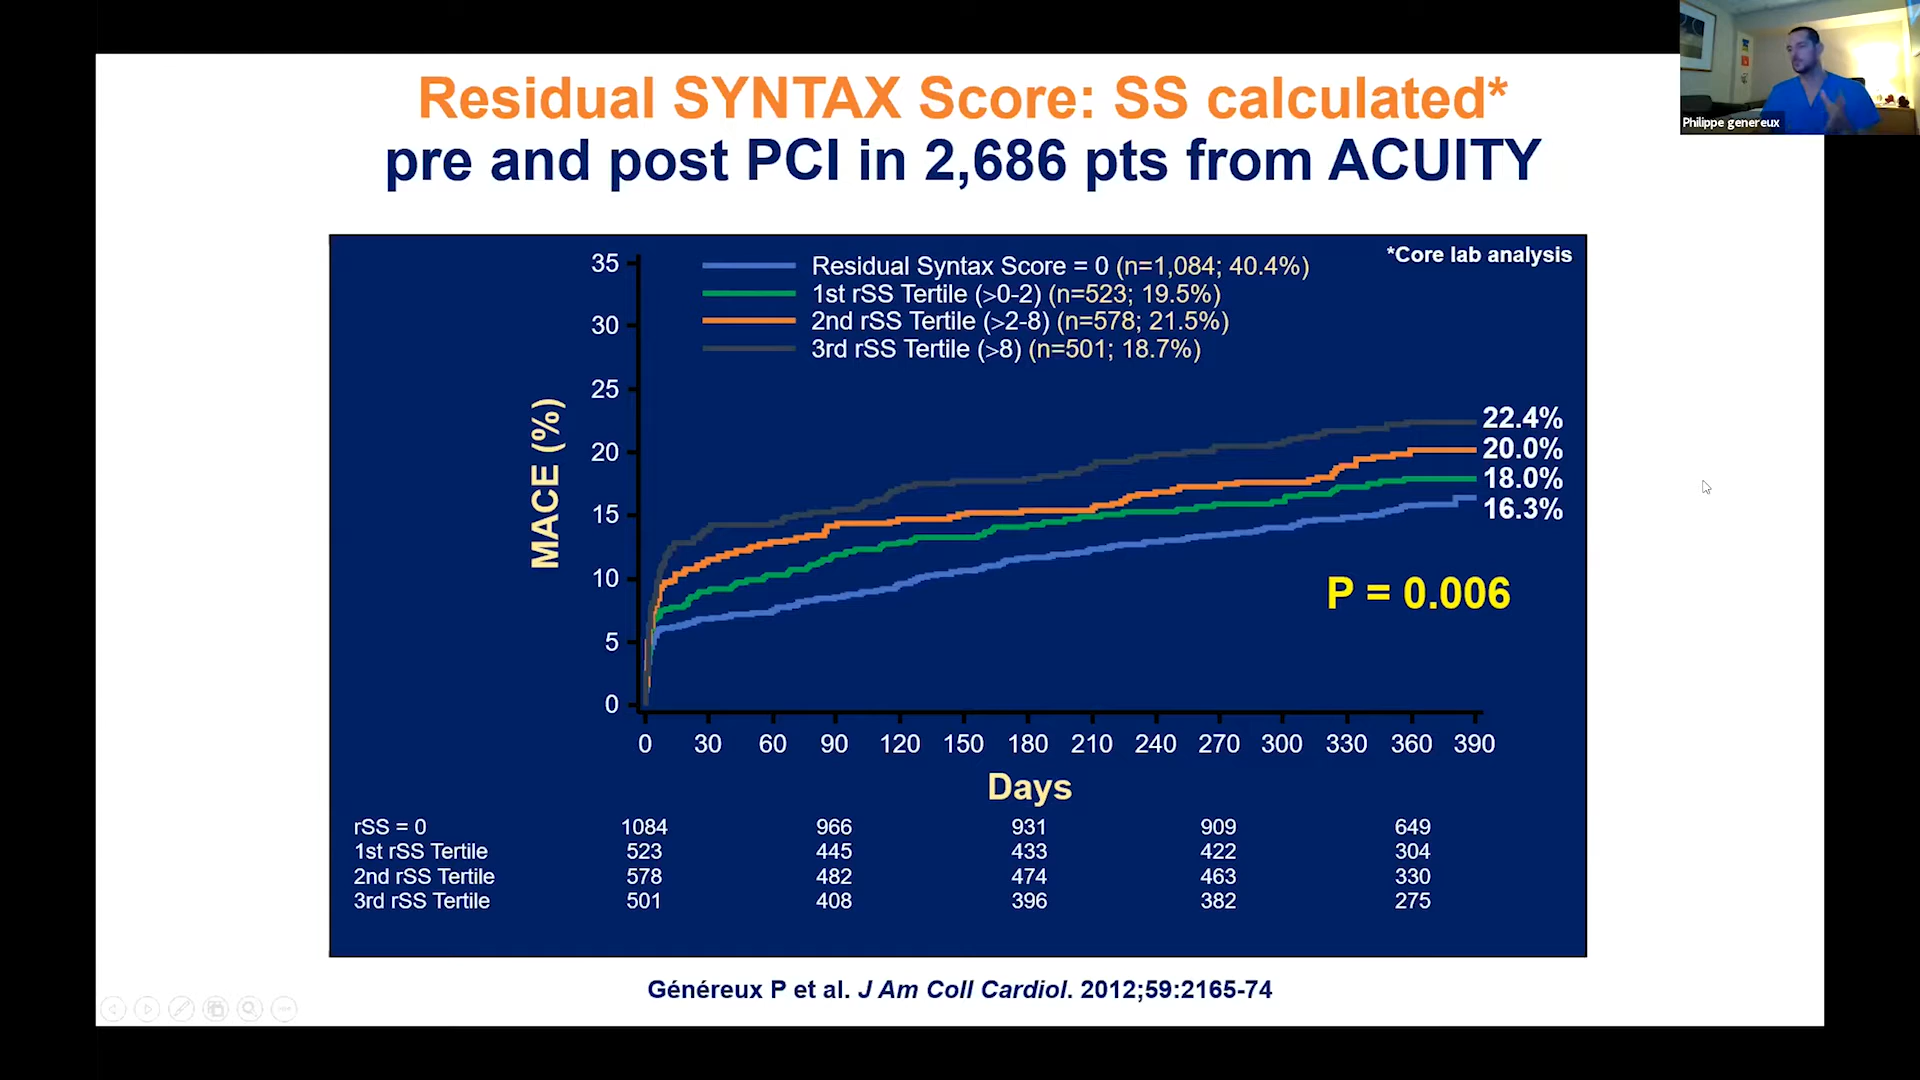 Residual SYNTAX Score: SS calculated*
pre and post PCI in 2,686 pts from ACUITY
Philippe genereux
*Core lab analysis
Residual Syntax Score = 0 (n=1,084; 40.4%)
1st rSS Tertile (>0-2) (n=523; 19.5%)
2nd rSS Tertile (>2-8) (n=578; 21.5%)
3rd rSS Tertile (>8) (n=501; 18.7%)
35
30
25
20
15
10
5
0
MACE (%)
22.4%
20.0%
18.0%
16.3%
P = 0.006
0 30 60 90 120 150 180 210 240 270 300 330 360 390
Days
rSS = 0 1084 966 931 909 649
1st rSS Tertile 523 445 433 422 304
2nd rSS Tertile 578 482 474 463 330
3rd rSS Tertile 501 408 396 382 275
Généreux P et al. J Am Coll Cardiol. 2012;59:2165-74